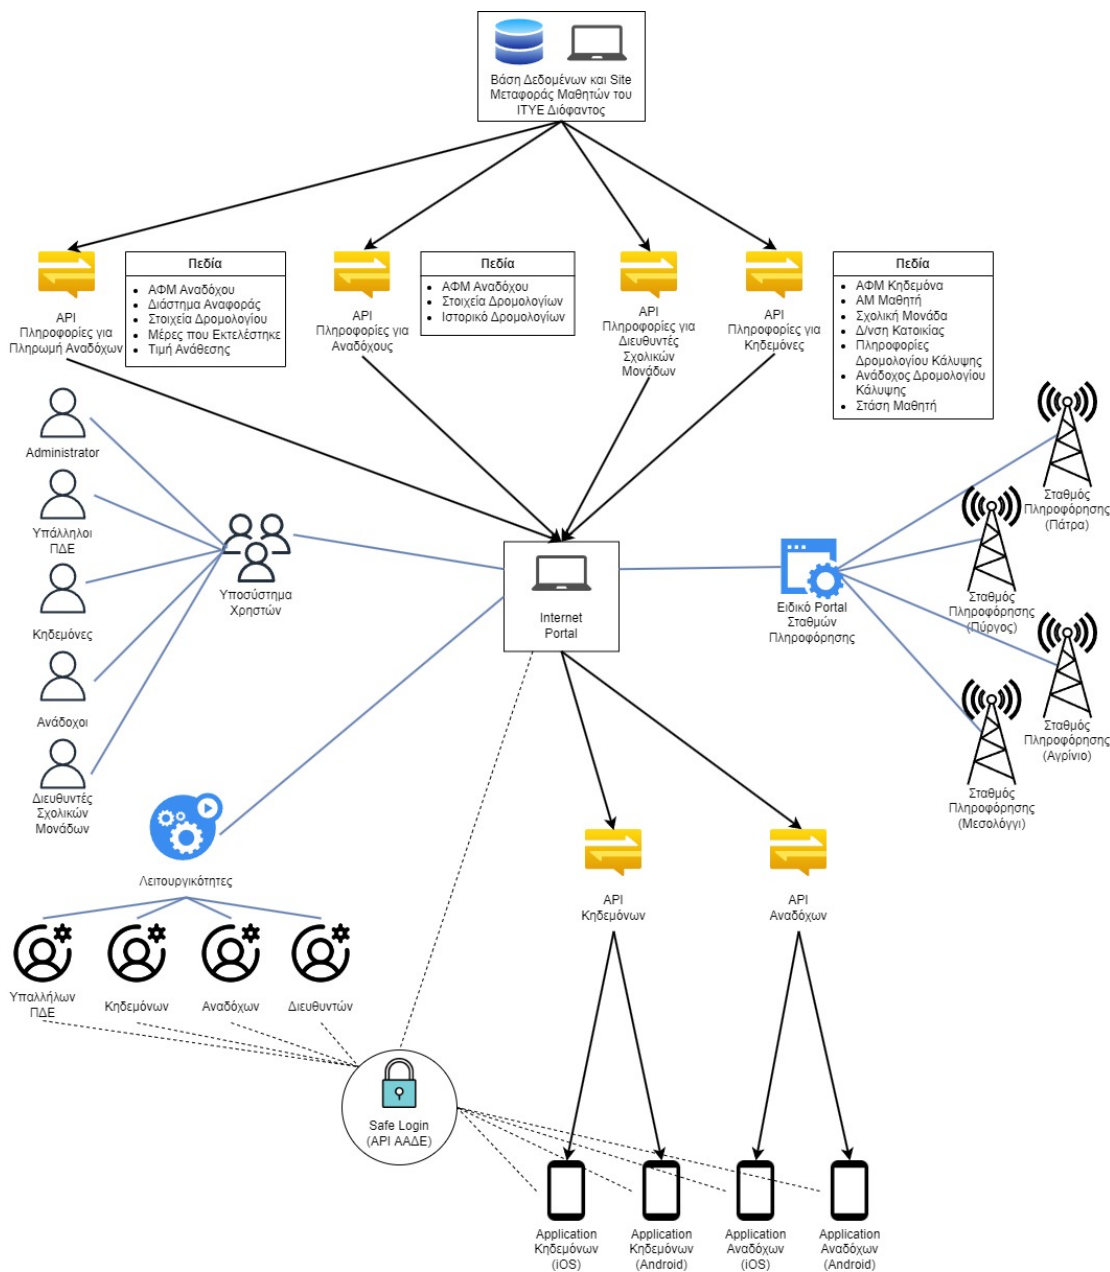 Βάση Δεδομένων και Site
Μεταφοράς Μαθητών του
ΙΤΥΕ Διόφαντος
API
Πληροφορίες για
Πληρωμή Αναδόχων
Πεδία
ΑΦΜ Αναδόχου
Διάστημα Αναφοράς
Στοιχεία Δρομολογίου
Μέρες που Εκτελέστηκε
Τιμή Ανάθεσης
API
Πληροφορίες για
Αναδόχους
Πεδία
ΑΦΜ Αναδόχου
Στοιχεία Δρομολογίων
Ιστορικό Δρομολογίων
API
Πληροφορίες για
Διευθυντές
Σχολικών
Μονάδων
API
Πληροφορίες για
Κηδεμόνες
Πεδία
ΑΦΜ Κηδεμόνα
ΑΜ Μαθητή
Σχολική Μονάδα
Δ/νση Κατοικίας
Πληροφορίες
Δρομολογίου Κάλυψης
Ανάδοχος Δρομολογίου
Κάλυψης
Στάση Μαθητή
Administrator
Υπάλληλοι
ΠΔΕ
Κηδεμόνες
Ανάδοχοι
Διευθυντές
Σχολικών
Μονάδων
Υποσύστημα
Χρηστών
Internet
Portal
Ειδικό Portal
Σταθμών
Πληροφόρησης
Σταθμός
Πληροφόρησης
(Πάτρα)
Σταθμός
Πληροφόρησης
(Πύργος)
Σταθμός
Πληροφόρησης
(Αγρίνιο)
Σταθμός
Πληροφόρησης
(Μεσολόγγι)
Λειτουργικότητες
Υπαλλήλων
ΠΔΕ
Κηδεμόνων
Αναδόχων
Διευθυντών
API
Κηδεμόνων
API
Αναδόχων
Safe Login
(API ΑΑΔΕ)
Application
Κηδεμόνων
(iOS)
Application
Κηδεμόνων
(Android)
Application
Αναδόχων
(iOS)
Application
Αναδόχων
(Android)